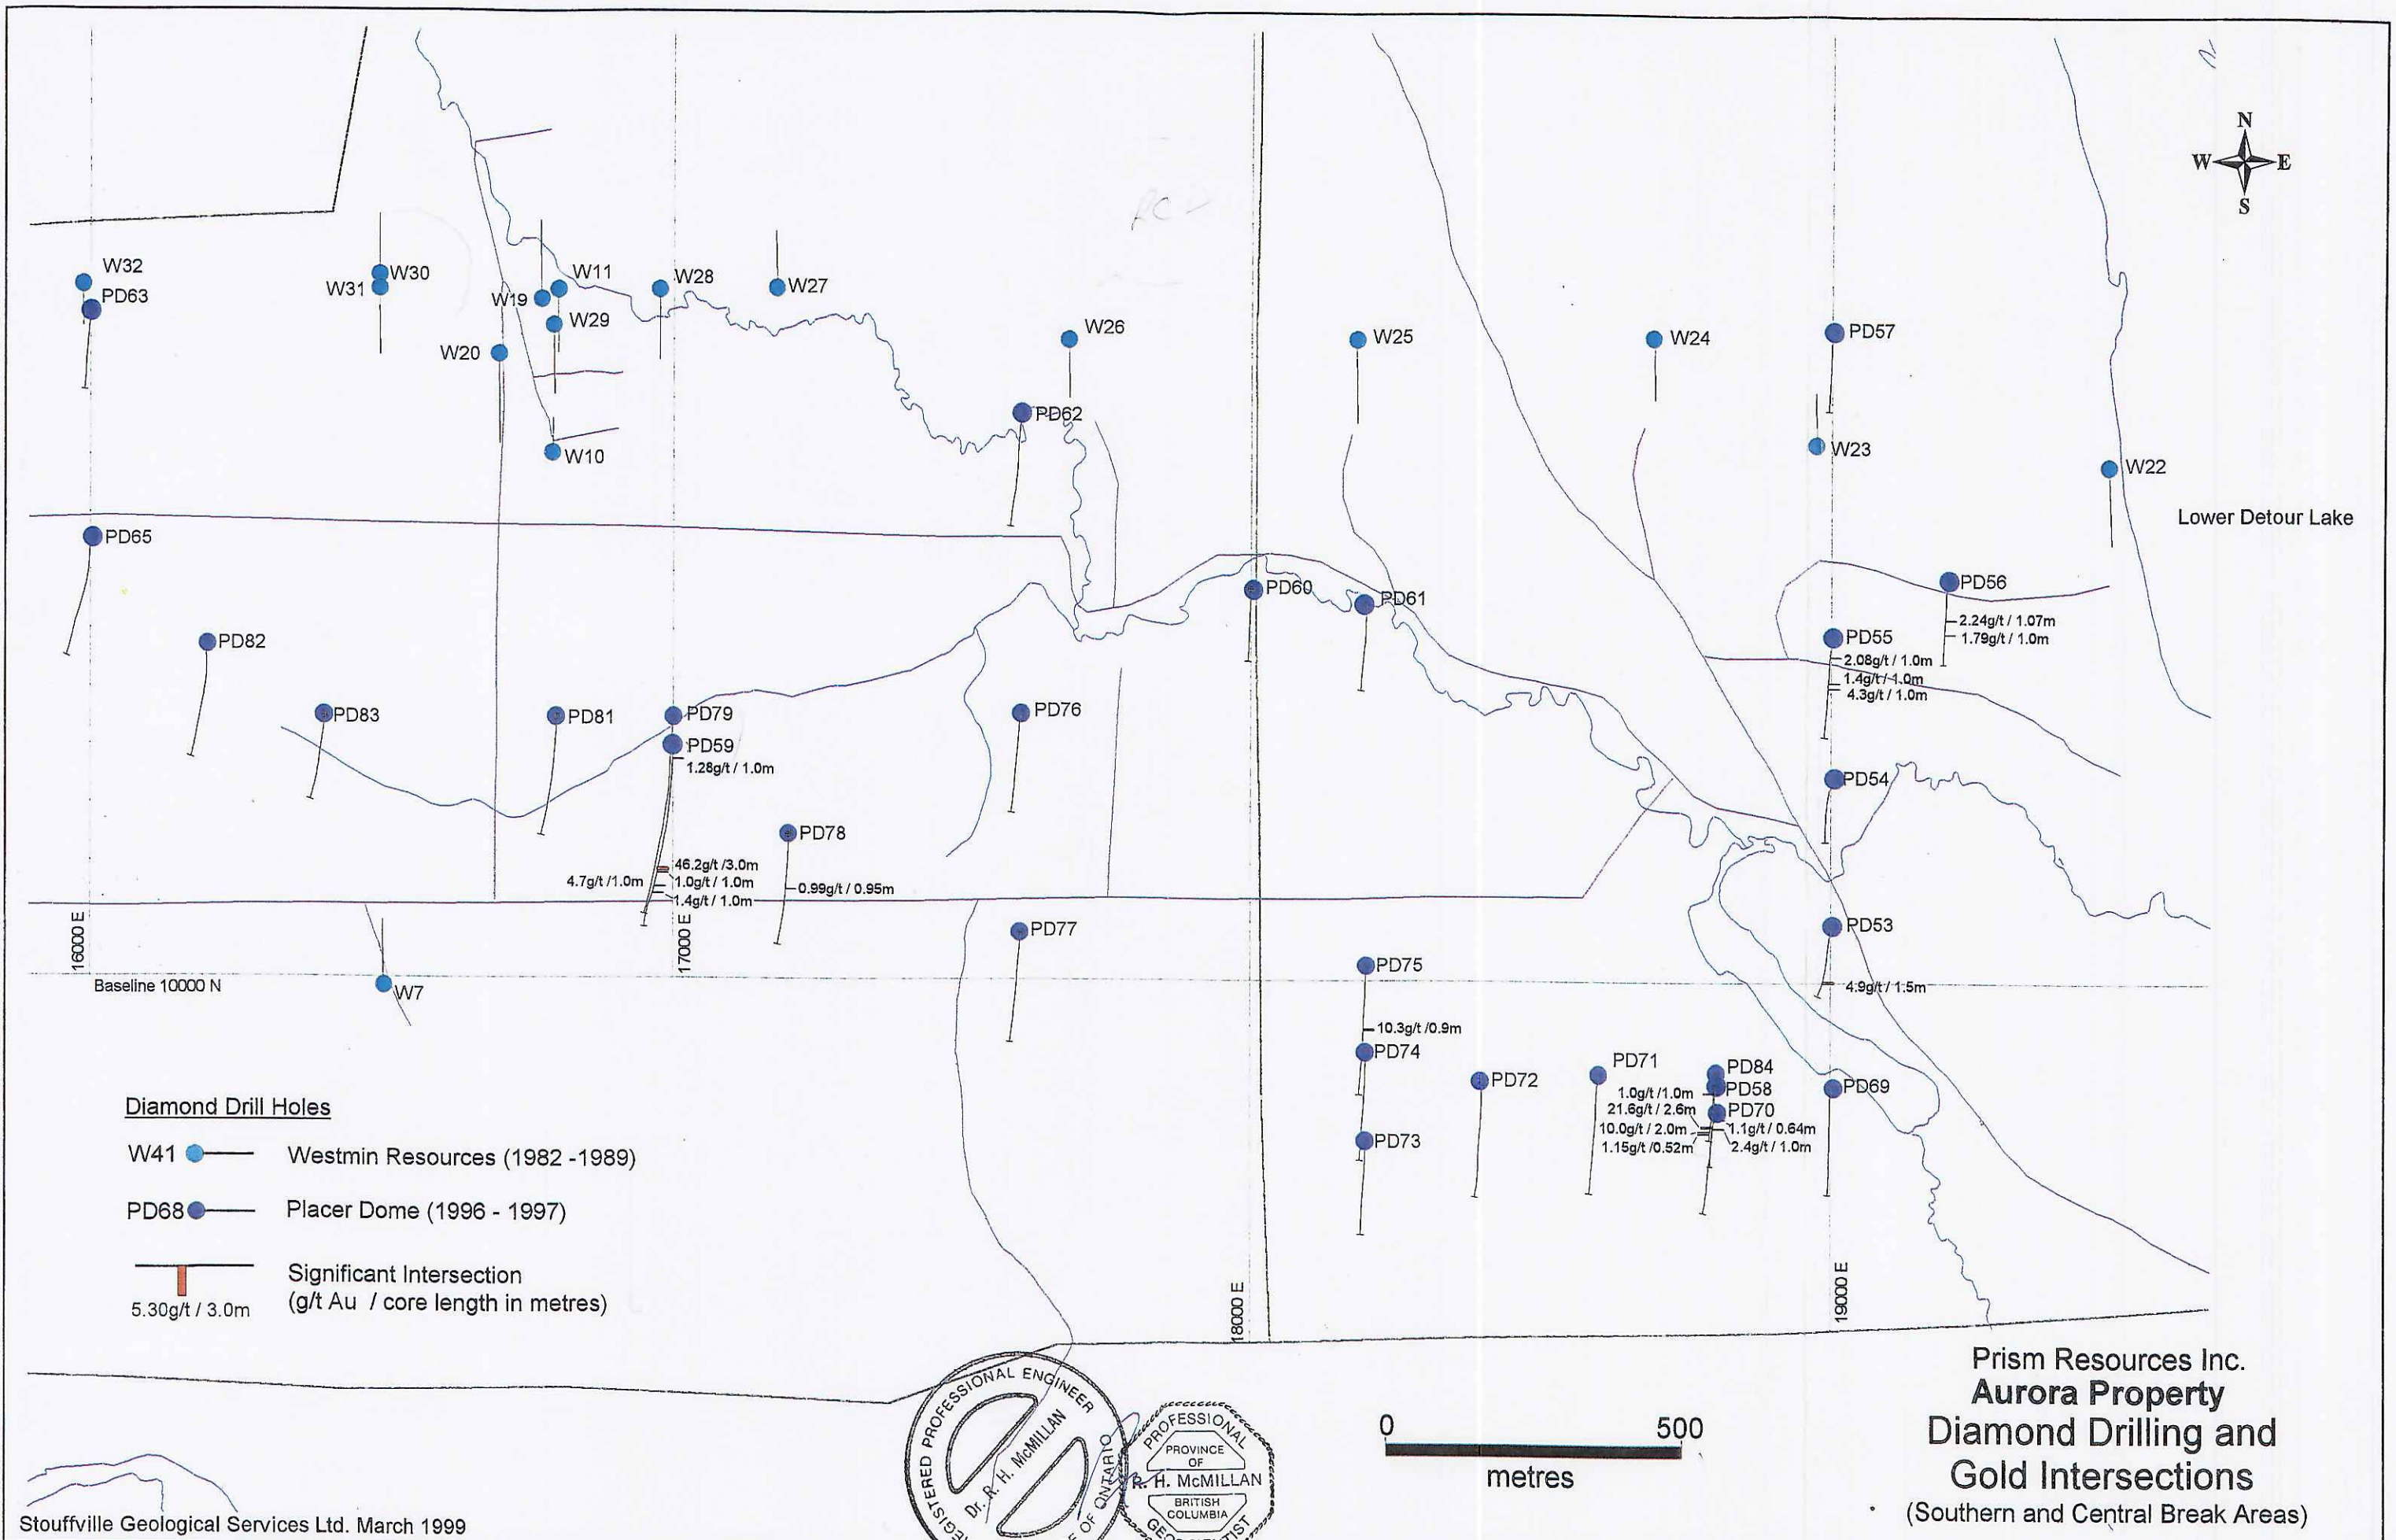 N
W E
S
W32
PD63
W30
W31
W11
W19
W29
W28
W27
W20
W10
W26
PD62
W25
W24
PD57
W23
W22
Lower Detour Lake
PD65
PD60
PD61
PD56
2.24g/t / 1.07m
1.79g/t / 1.0m
PD55
2.08g/t / 1.0m
1.4g/t / 1.0m
4.3g/t / 1.0m
PD82
PD83
PD81
PD79
PD59
1.28g/t / 1.0m
PD76
PD54
PD78
46.2g/t /3.0m
4.7g/t /1.0m
1.0g/t / 1.0m
1.4g/t / 1.0m
0.99g/t / 0.95m
16000 E
17000 E
PD77
PD53
4.9g/t / 1.5m
Baseline 10000 N
W7
PD75
10.3g/t /0.9m
PD74
PD72
PD71
PD84
PD58
1.0g/t /1.0m
21.6g/t / 2.6m
PD70
10.0g/t / 2.0m
1.1g/t / 0.64m
1.15g/t /0.52m
2.4g/t / 1.0m
PD69
PD73
Diamond Drill Holes
W41 Westmin Resources (1982 -1989)
PD68 Placer Dome (1996 - 1997)
Significant Intersection
(g/t Au / core length in metres)
5.30g/t / 3.0m
18000 E
19000 E
REGISTERED PROFESSIONAL ENGINEER
Dr. R. H. McMILLAN
OF ONTARIO
PROFESSIONAL
PROVINCE
OF
R. H. McMILLAN
BRITISH
COLUMBIA
0 500
metres
Prism Resources Inc.
Aurora Property
Diamond Drilling and
Gold Intersections
(Southern and Central Break Areas)
Stouffville Geological Services Ltd. March 1999